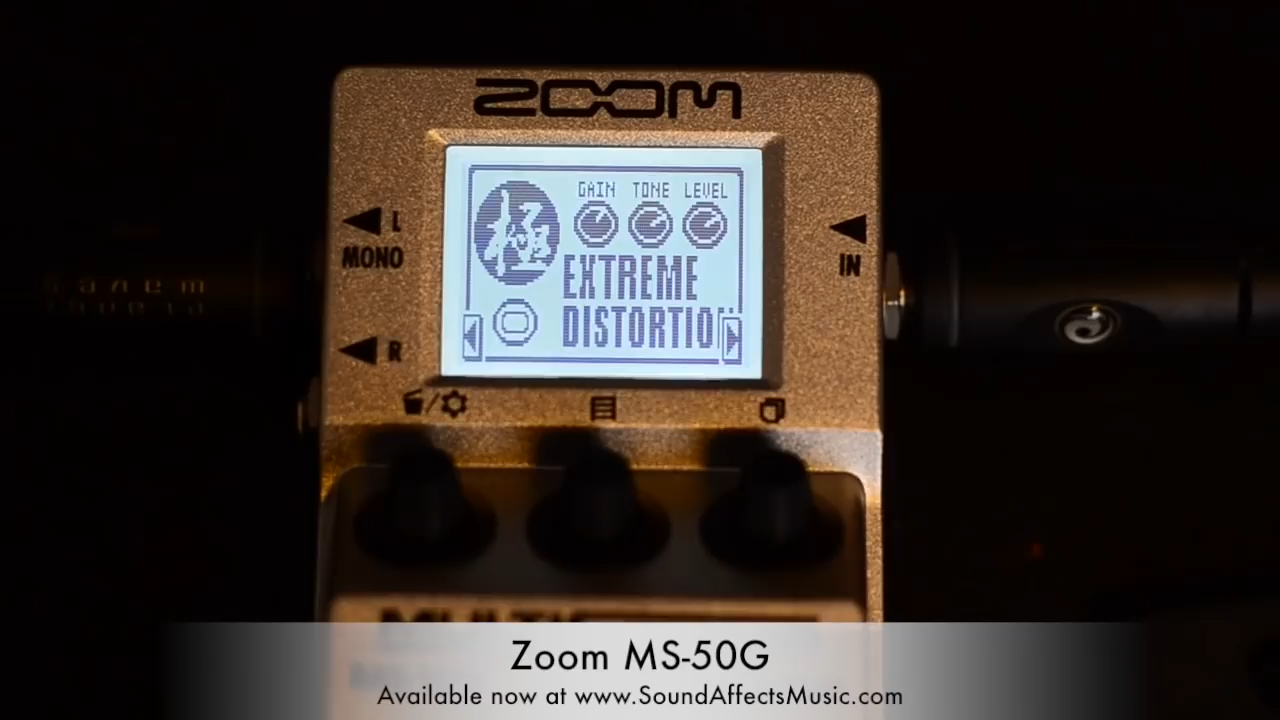 ZOOM
GAIN TONE LEVEL
EXTREME
DISTORTIO
L
MONO
R
IN
Zoom MS-50G
Available now at www.SoundAffectsMusic.com